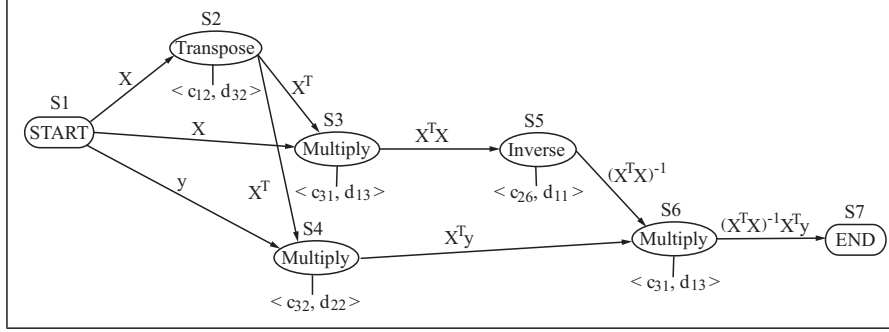 S2
Transpose
X
X^T
< c12, d32 >
S1
START
X
S3
Multiply
X^TX
S5
Inverse
(X^TX)^-1
y
X^T
< c31, d13 >
< c26, d11 >
S4
Multiply
X^Ty
S6
Multiply
(X^TX)^-1X^Ty
S7
END
< c32, d22 >
< c31, d13 >